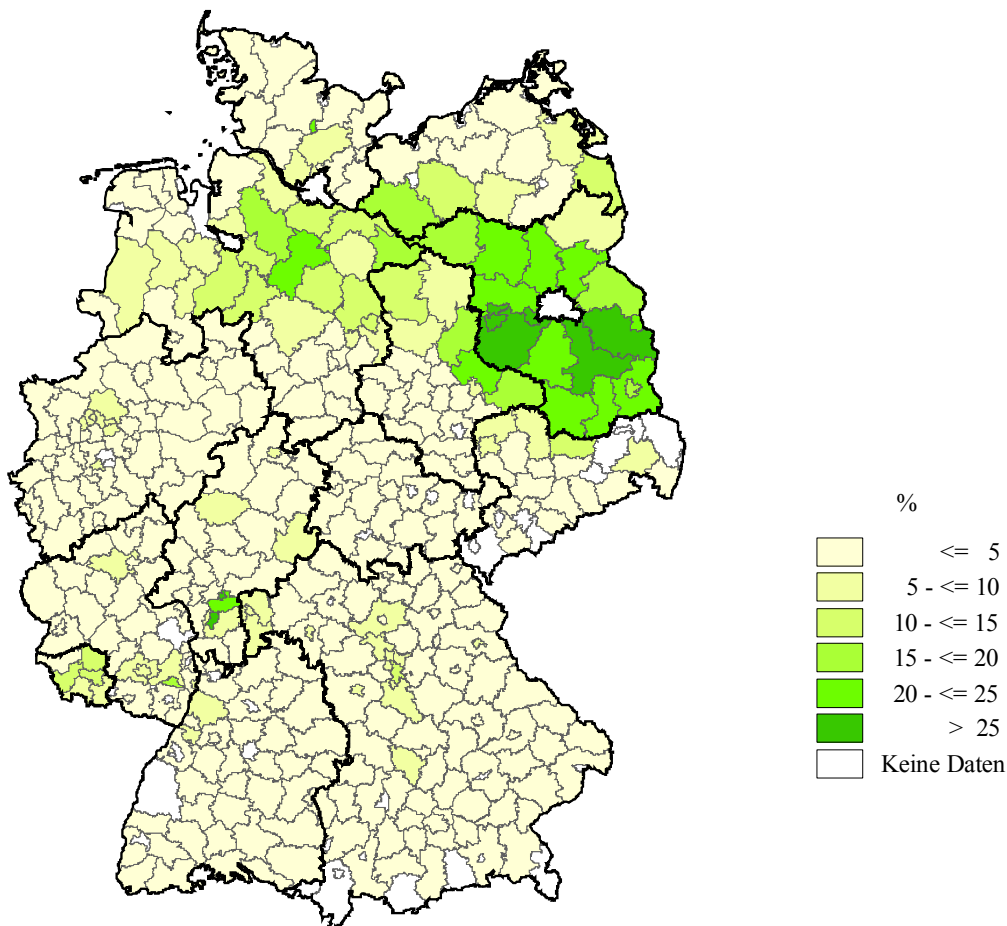 %
<= 5
5 - <= 10
10 - <= 15
15 - <= 20
20 - <= 25
> 25
Keine Daten